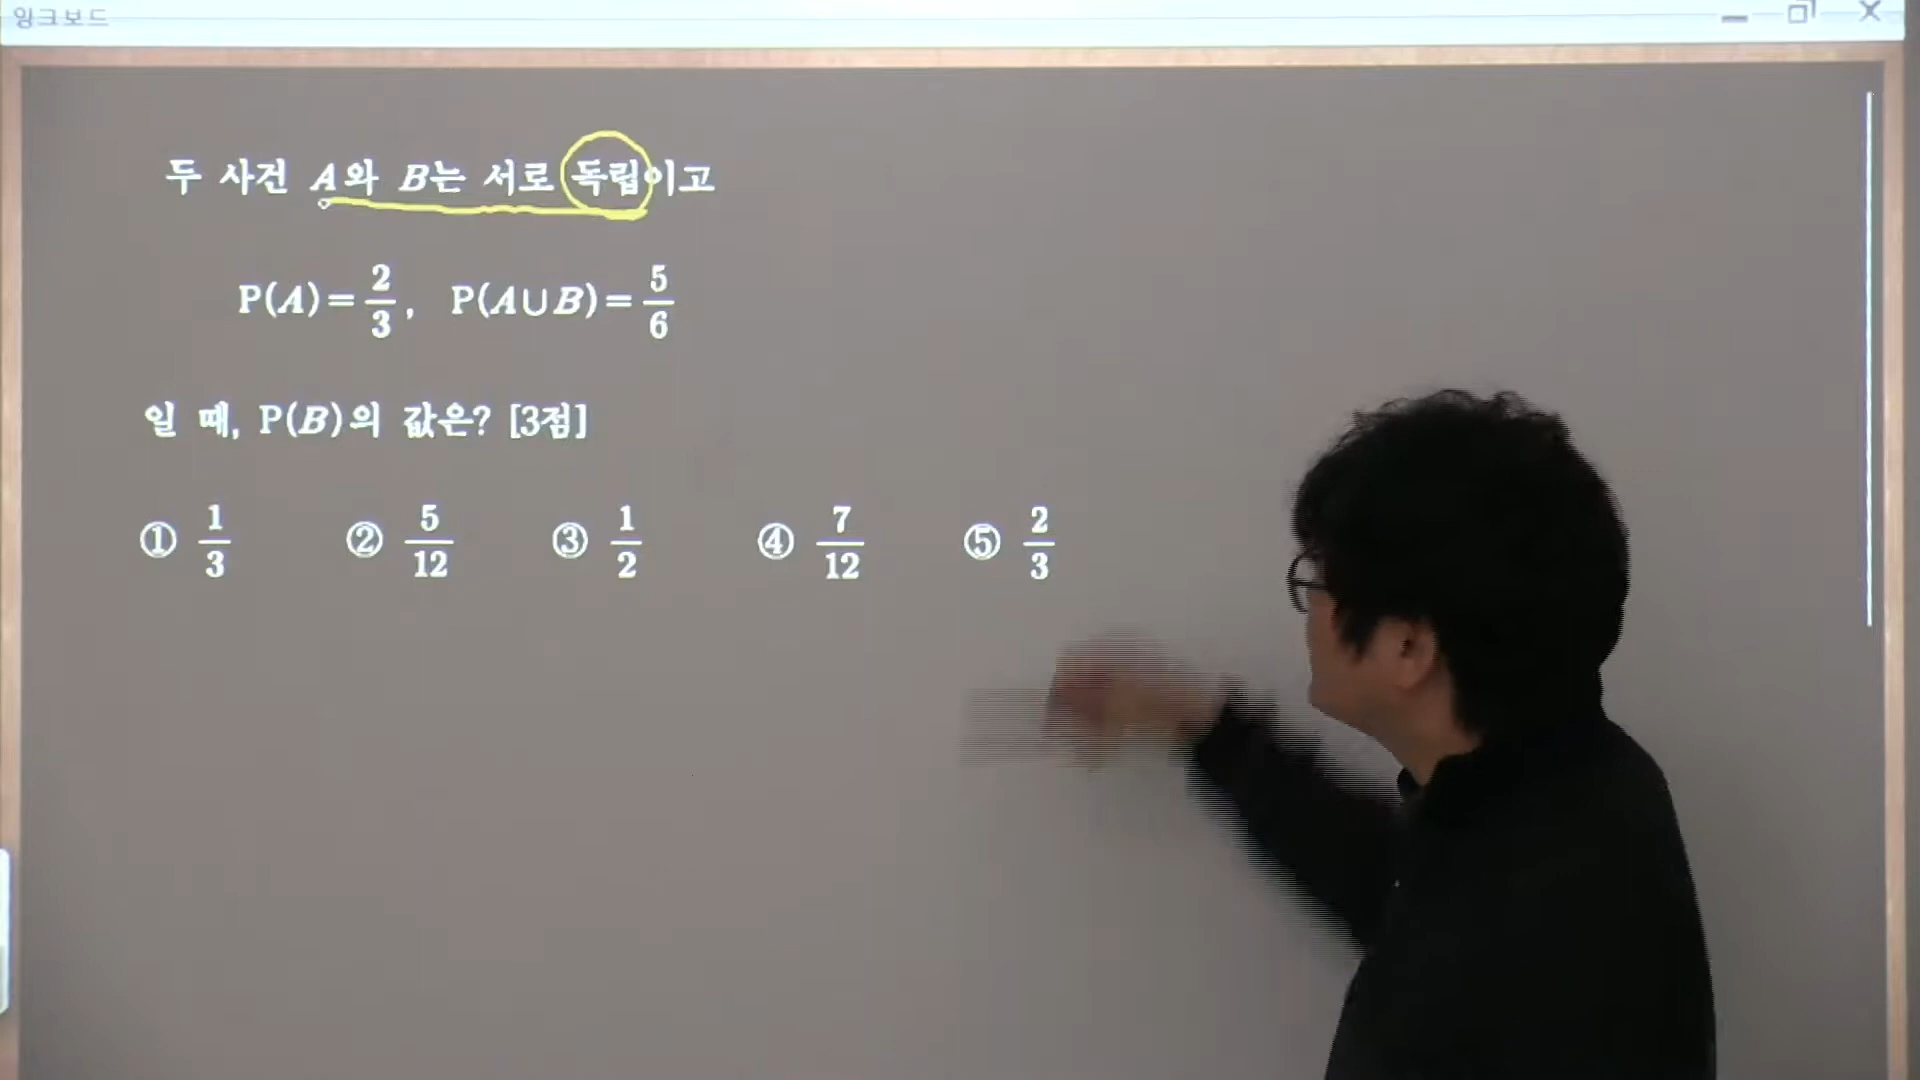 잉크보드
두 사건 A와 B는 서로 독립이고
P(A)=2/3, P(A∪B)=5/6
일 때, P(B)의 값은? [3점]
① 1/3 ② 5/12 ③ 1/2 ④ 7/12 ⑤ 2/3